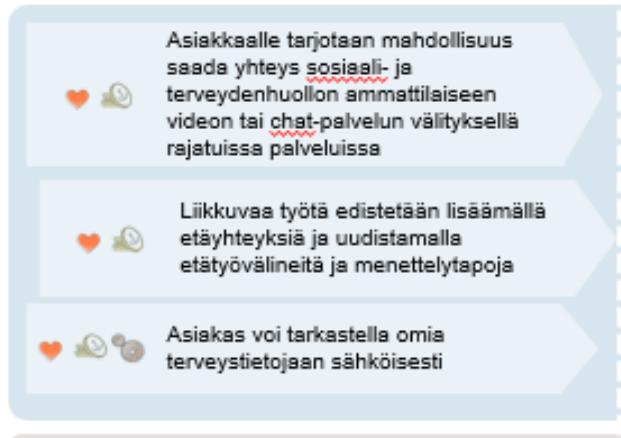 Asiakkaalle tarjotaan mahdollisuus
saada yhteys sosiaali- ja
terveydenhuollon ammattilaiseen
videon tai chat-palvelun välityksellä
rajatuissa palveluissa
Liikkuvaa työtä edistetään lisäämällä
etäyhteyksiä ja uudistamalla
etätyövälineitä ja menettelytapoja
Asiakas voi tarkastella omia
terveystietojaan sähköisesti